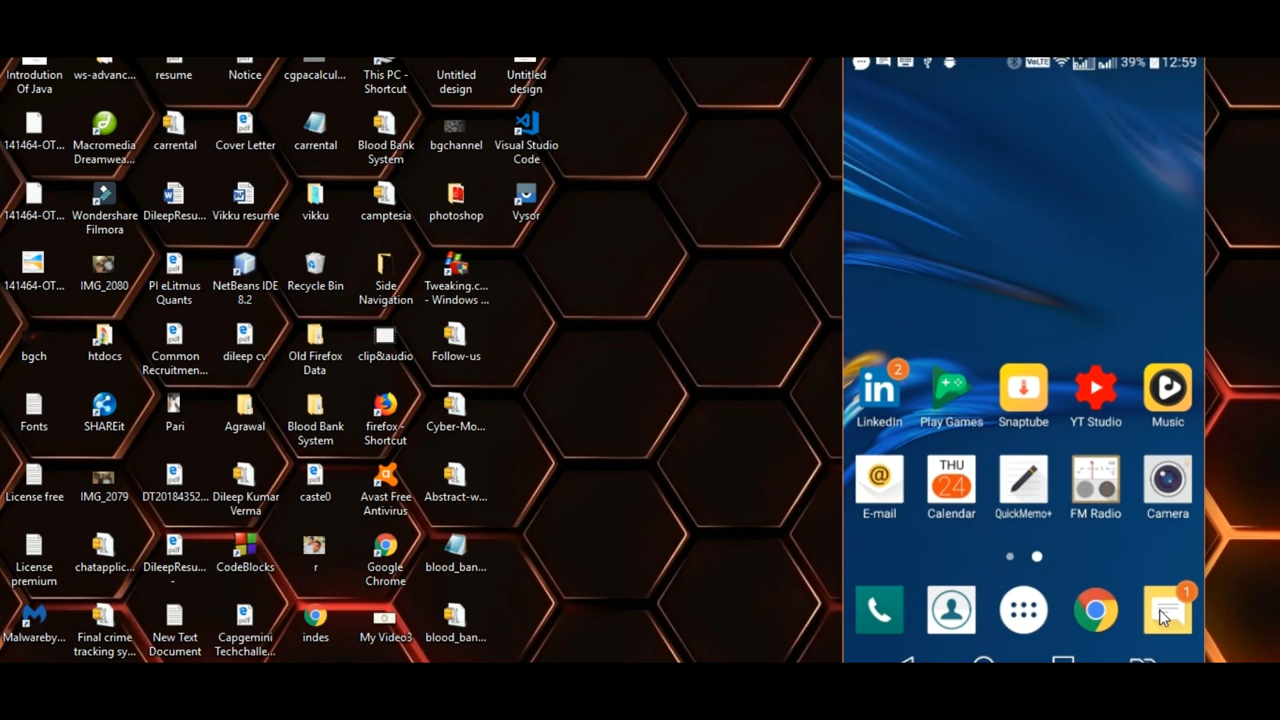 Introdution
Of Java
ws-advanc...
resume
Notice
cgpacalcul...
This PC -
Shortcut
Untitled
design
Untitled
design
141464-OT...
Macromedia
Dreamwea...
carrental
Cover Letter
carrental
Blood Bank
System
bgchannel
Visual Studio
Code
141464-OT...
Wondershare
Filmora
DileepResu...
Vikku resume
vikku
camptesia
photoshop
Vysor
141464-OT...
IMG_2080
PI eLitmus
Quants
NetBeans IDE
8.2
Recycle Bin
Side
Navigation
Tweaking.c...
- Windows ...
bgch
htdocs
Common
Recruitmen...
dileep cv
Old Firefox
Data
clip&audio
Follow-us
Fonts
SHAREit
Pari
Agrawal
Blood Bank
System
firefox -
Shortcut
Cyber-Mo...
License free
IMG_2079
DT20184352...
Dileep Kumar
Verma
caste0
Avast Free
Antivirus
Abstract-w...
License
premium
chatapplic...
DileepResu...
-
CodeBlocks
r
Google
Chrome
blood_ban...
Malwareby...
Final crime
tracking sy...
New Text
Document
Capgemini
Techchalle...
indes
My Video3
blood_ban...
VoLTE 39% 12:59
in 2
LinkedIn
Play Games
Snaptube
YT Studio
Music
@
THU
24
E-mail
Calendar
QuickMemo+
FM Radio
Camera
1